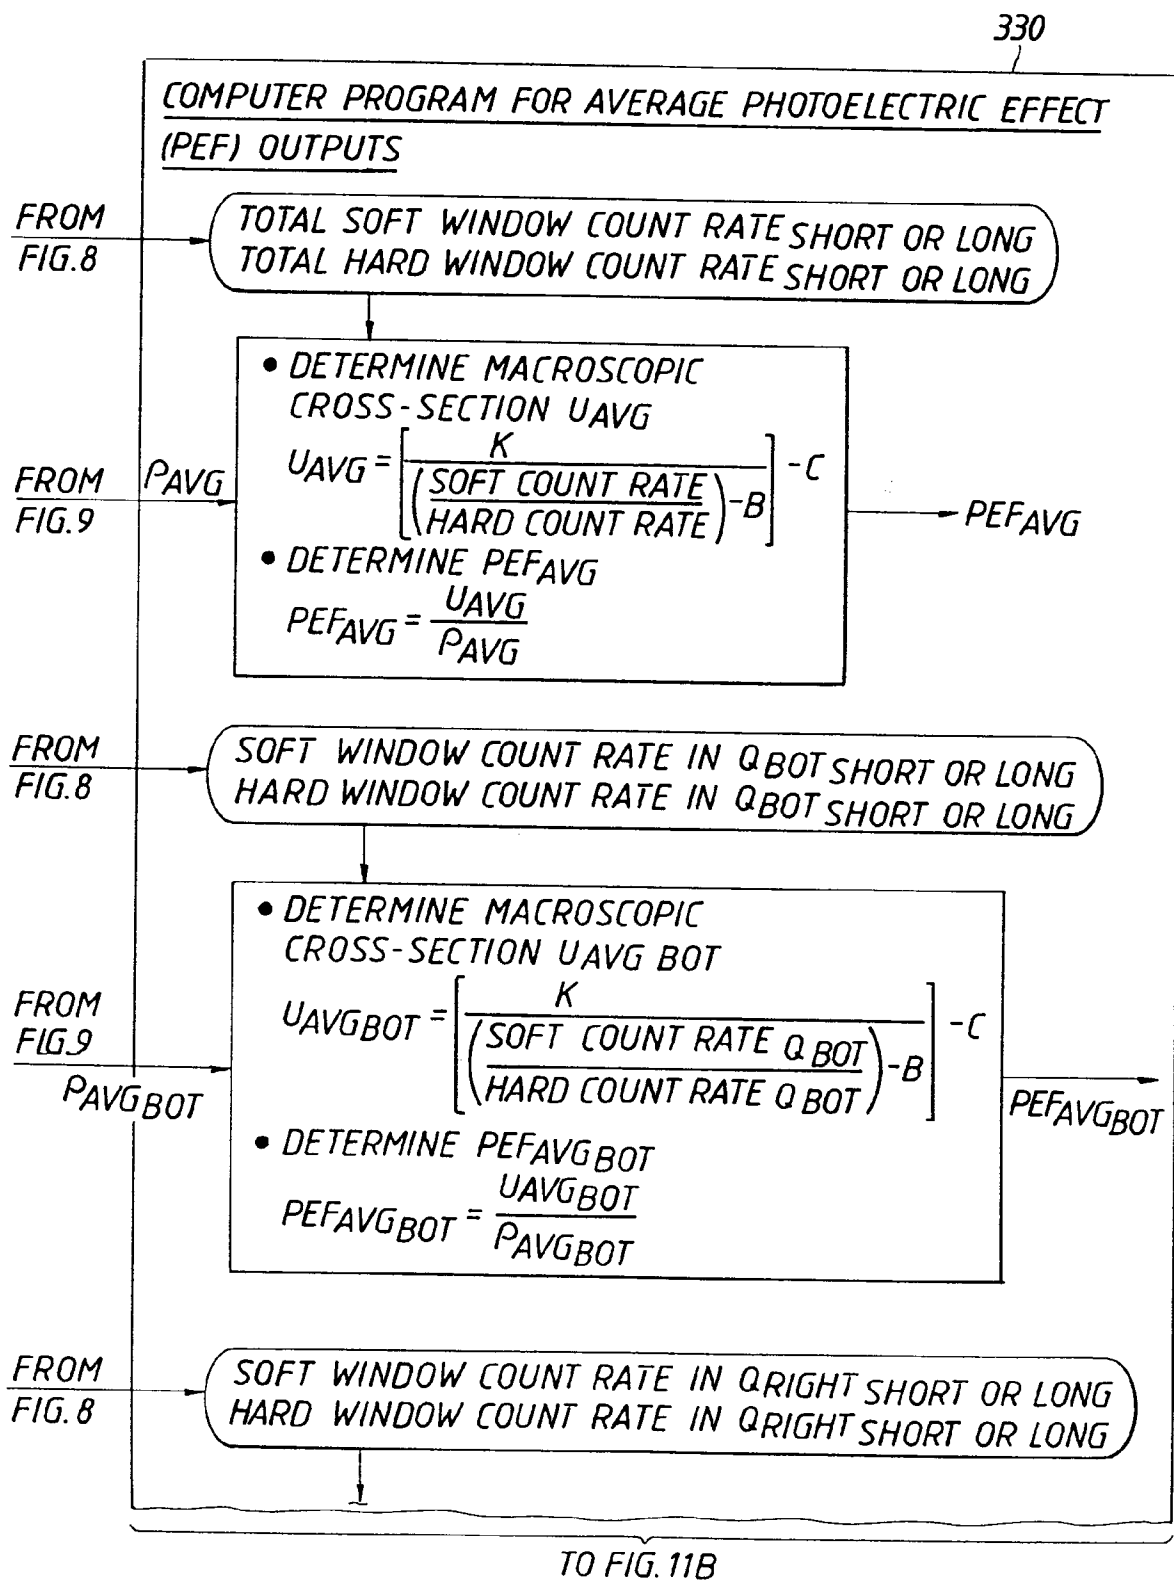 330
COMPUTER PROGRAM FOR AVERAGE PHOTOELECTRIC EFFECT
(PEF) OUTPUTS
FROM
FIG.8
TOTAL SOFT WINDOW COUNT RATE SHORT OR LONG
TOTAL HARD WINDOW COUNT RATE SHORT OR LONG
• DETERMINE MACROSCOPIC
CROSS-SECTION UAVG
UAVG = [K / ((SOFT COUNT RATE / HARD COUNT RATE) -B)] -C
FROM
FIG.9
ρAVG
• DETERMINE PEFAVG
PEFAVG = UAVG / ρAVG
PEFAVG
FROM
FIG.8
SOFT WINDOW COUNT RATE IN QBOT SHORT OR LONG
HARD WINDOW COUNT RATE IN QBOT SHORT OR LONG
• DETERMINE MACROSCOPIC
CROSS-SECTION UAVG BOT
UAVGBOT = [K / ((SOFT COUNT RATE QBOT / HARD COUNT RATE QBOT) -B)] -C
FROM
FIG.9
ρAVGBOT
• DETERMINE PEFAVGBOT
PEFAVGBOT = UAVGBOT / ρAVGBOT
PEFAVGBOT
FROM
FIG.8
SOFT WINDOW COUNT RATE IN QRIGHT SHORT OR LONG
HARD WINDOW COUNT RATE IN QRIGHT SHORT OR LONG
TO FIG.11B